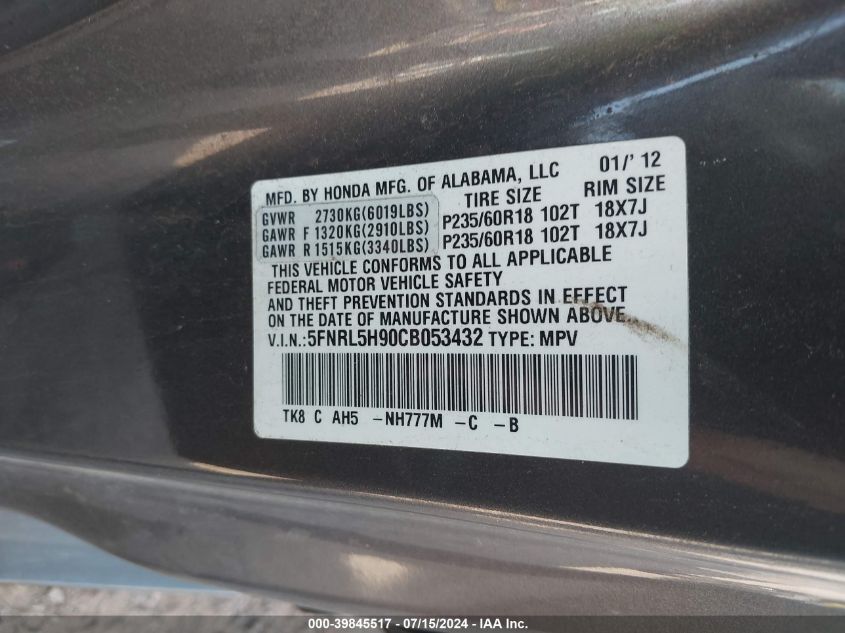 MFD. BY HONDA MFG. OF ALABAMA, LLC 01/' 12
TIRE SIZE RIM SIZE
GVWR 2730KG(6019LBS)
GAWR F 1320KG(2910LBS) P235/60R18 102T 18X7J
GAWR R 1515KG(3340LBS) P235/60R18 102T 18X7J
THIS VEHICLE CONFORMS TO ALL APPLICABLE
FEDERAL MOTOR VEHICLE SAFETY
AND THEFT PREVENTION STANDARDS IN EFFECT
ON THE DATE OF MANUFACTURE SHOWN ABOVE.
V.I.N.:5FNRL5H90CB053432 TYPE: MPV
TK8 C AH5 -NH777M -C -B
000-39845517 - 07/15/2024 - IAA Inc.